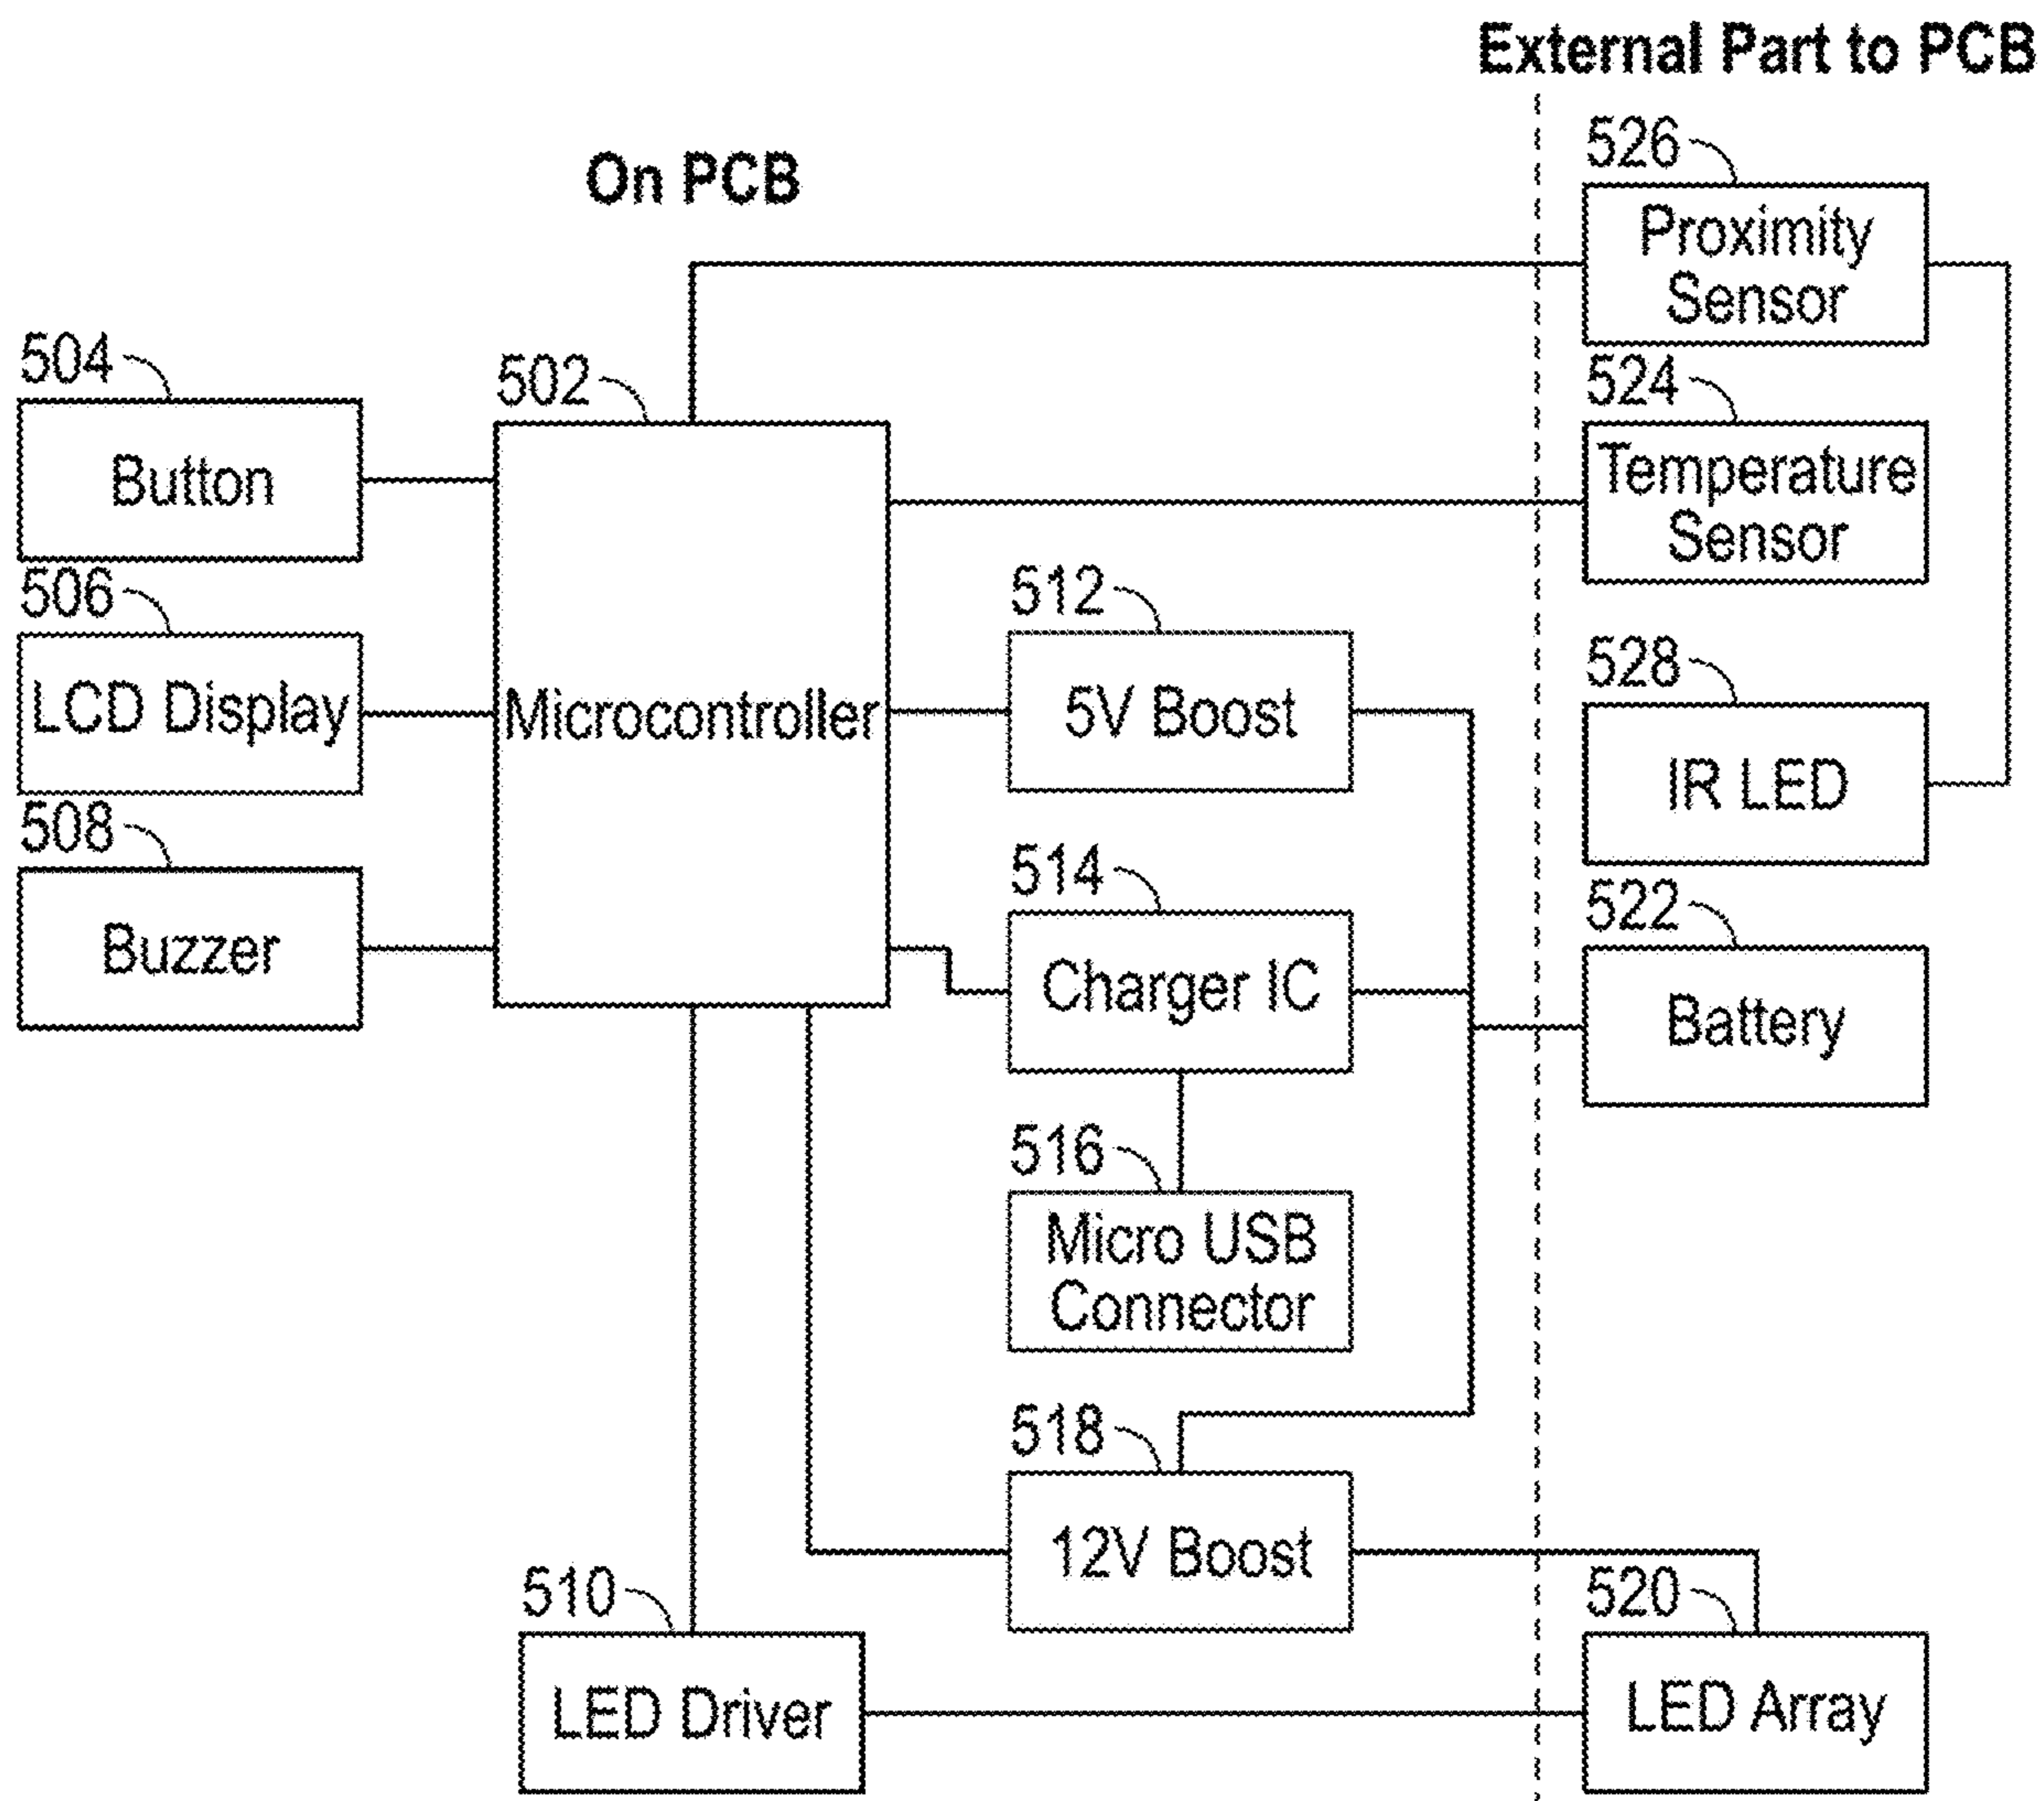 External Part to PCB
On PCB
526
Proximity
Sensor
504
Button
502
Microcontroller
524
Temperature
Sensor
506
LCD Display
512
5V Boost
528
IR LED
508
Buzzer
514
Charger IC
522
Battery
516
Micro USB
Connector
518
12V Boost
510
LED Driver
520
LED Array